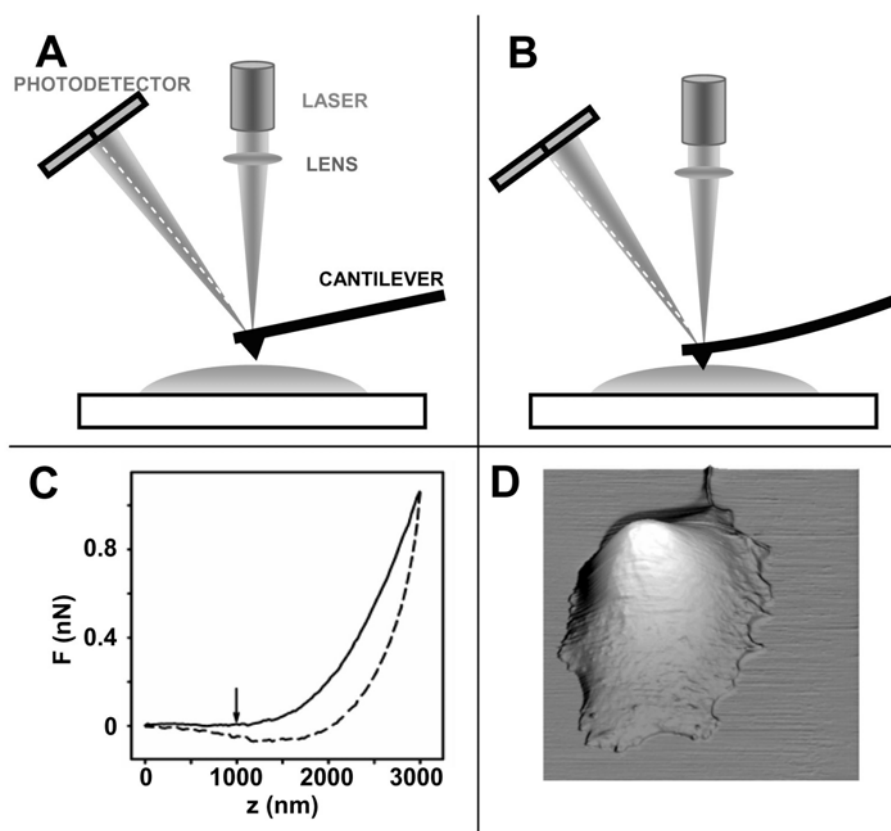 A
PHOTODETECTOR
LASER
LENS
CANTILEVER
B
C
0.8
0.4
0
F (nN)
0 1000 2000 3000
z (nm)
D